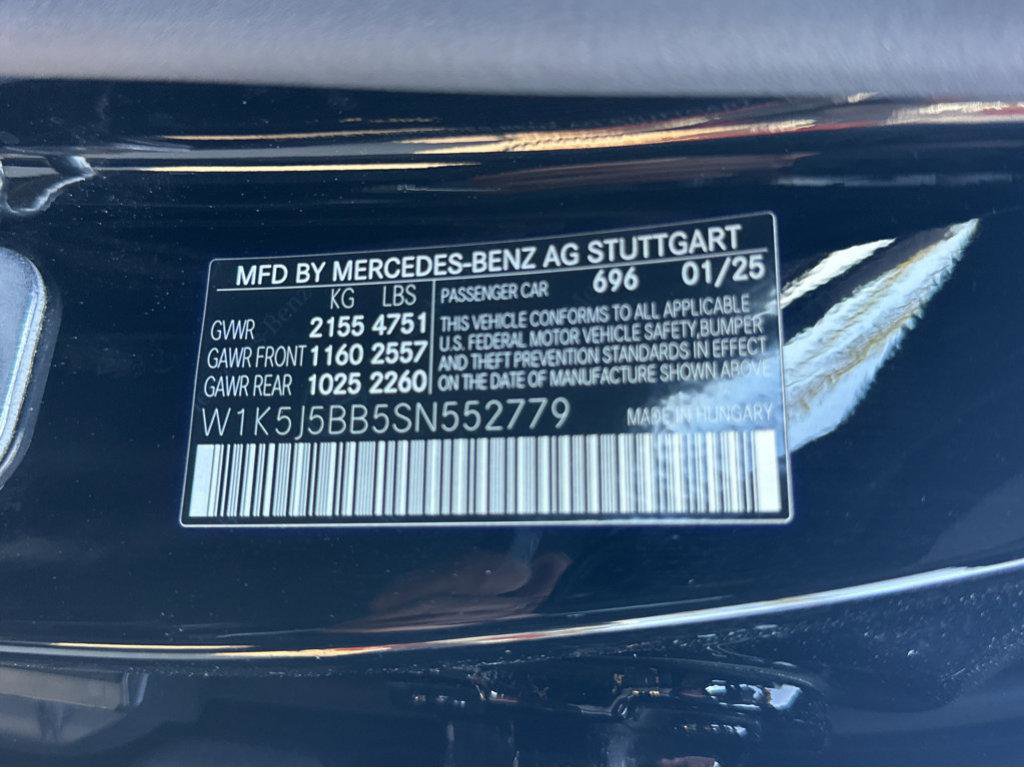 MFD BY MERCEDES-BENZ AG STUTTGART
KG LBS
GVWR 2155 4751
GAWR FRONT 1160 2557
GAWR REAR 1025 2260
PASSENGER CAR 696 01/25
THIS VEHICLE CONFORMS TO ALL APPLICABLE
U.S. FEDERAL MOTOR VEHICLE SAFETY, BUMPER
AND THEFT PREVENTION STANDARDS IN EFFECT
ON THE DATE OF MANUFACTURE SHOWN ABOVE
W1K5J5BB5SN552779
MADE IN HUNGARY